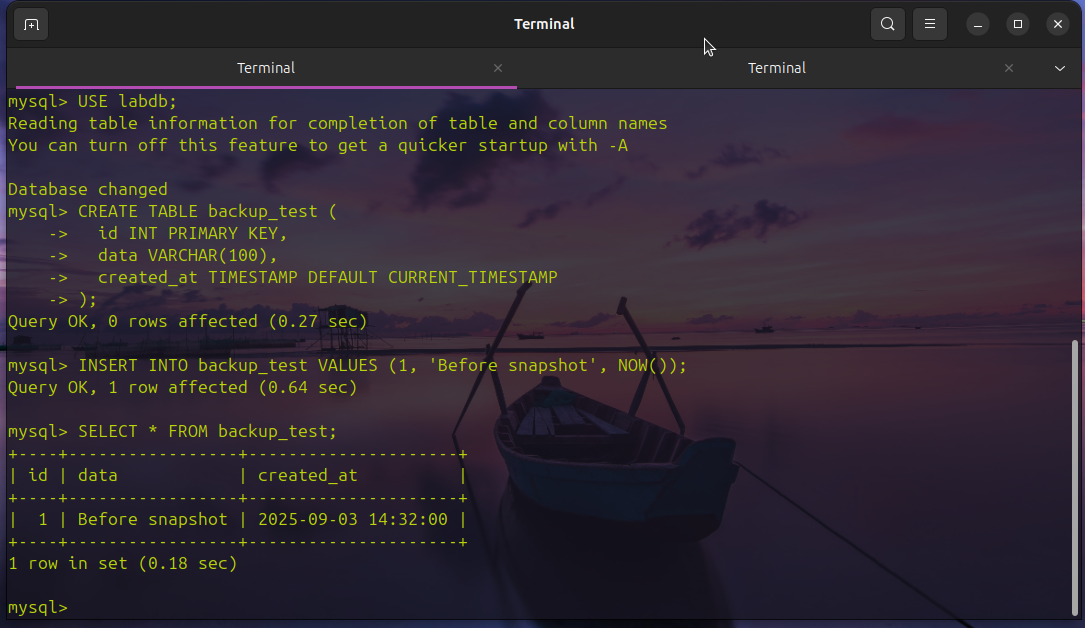 Terminal
Terminal
Terminal
mysql> USE labdb;
Reading table information for completion of table and column names
You can turn off this feature to get a quicker startup with -A
Database changed
mysql> CREATE TABLE backup_test (
    ->   id INT PRIMARY KEY,
    ->   data VARCHAR(100),
    ->   created_at TIMESTAMP DEFAULT CURRENT_TIMESTAMP
    -> );
Query OK, 0 rows affected (0.27 sec)
mysql> INSERT INTO backup_test VALUES (1, 'Before snapshot', NOW());
Query OK, 1 row affected (0.64 sec)
mysql> SELECT * FROM backup_test;
+----+-----------------+---------------------+
| id | data            | created_at          |
+----+-----------------+---------------------+
|  1 | Before snapshot | 2025-09-03 14:32:00 |
+----+-----------------+---------------------+
1 row in set (0.18 sec)
mysql>